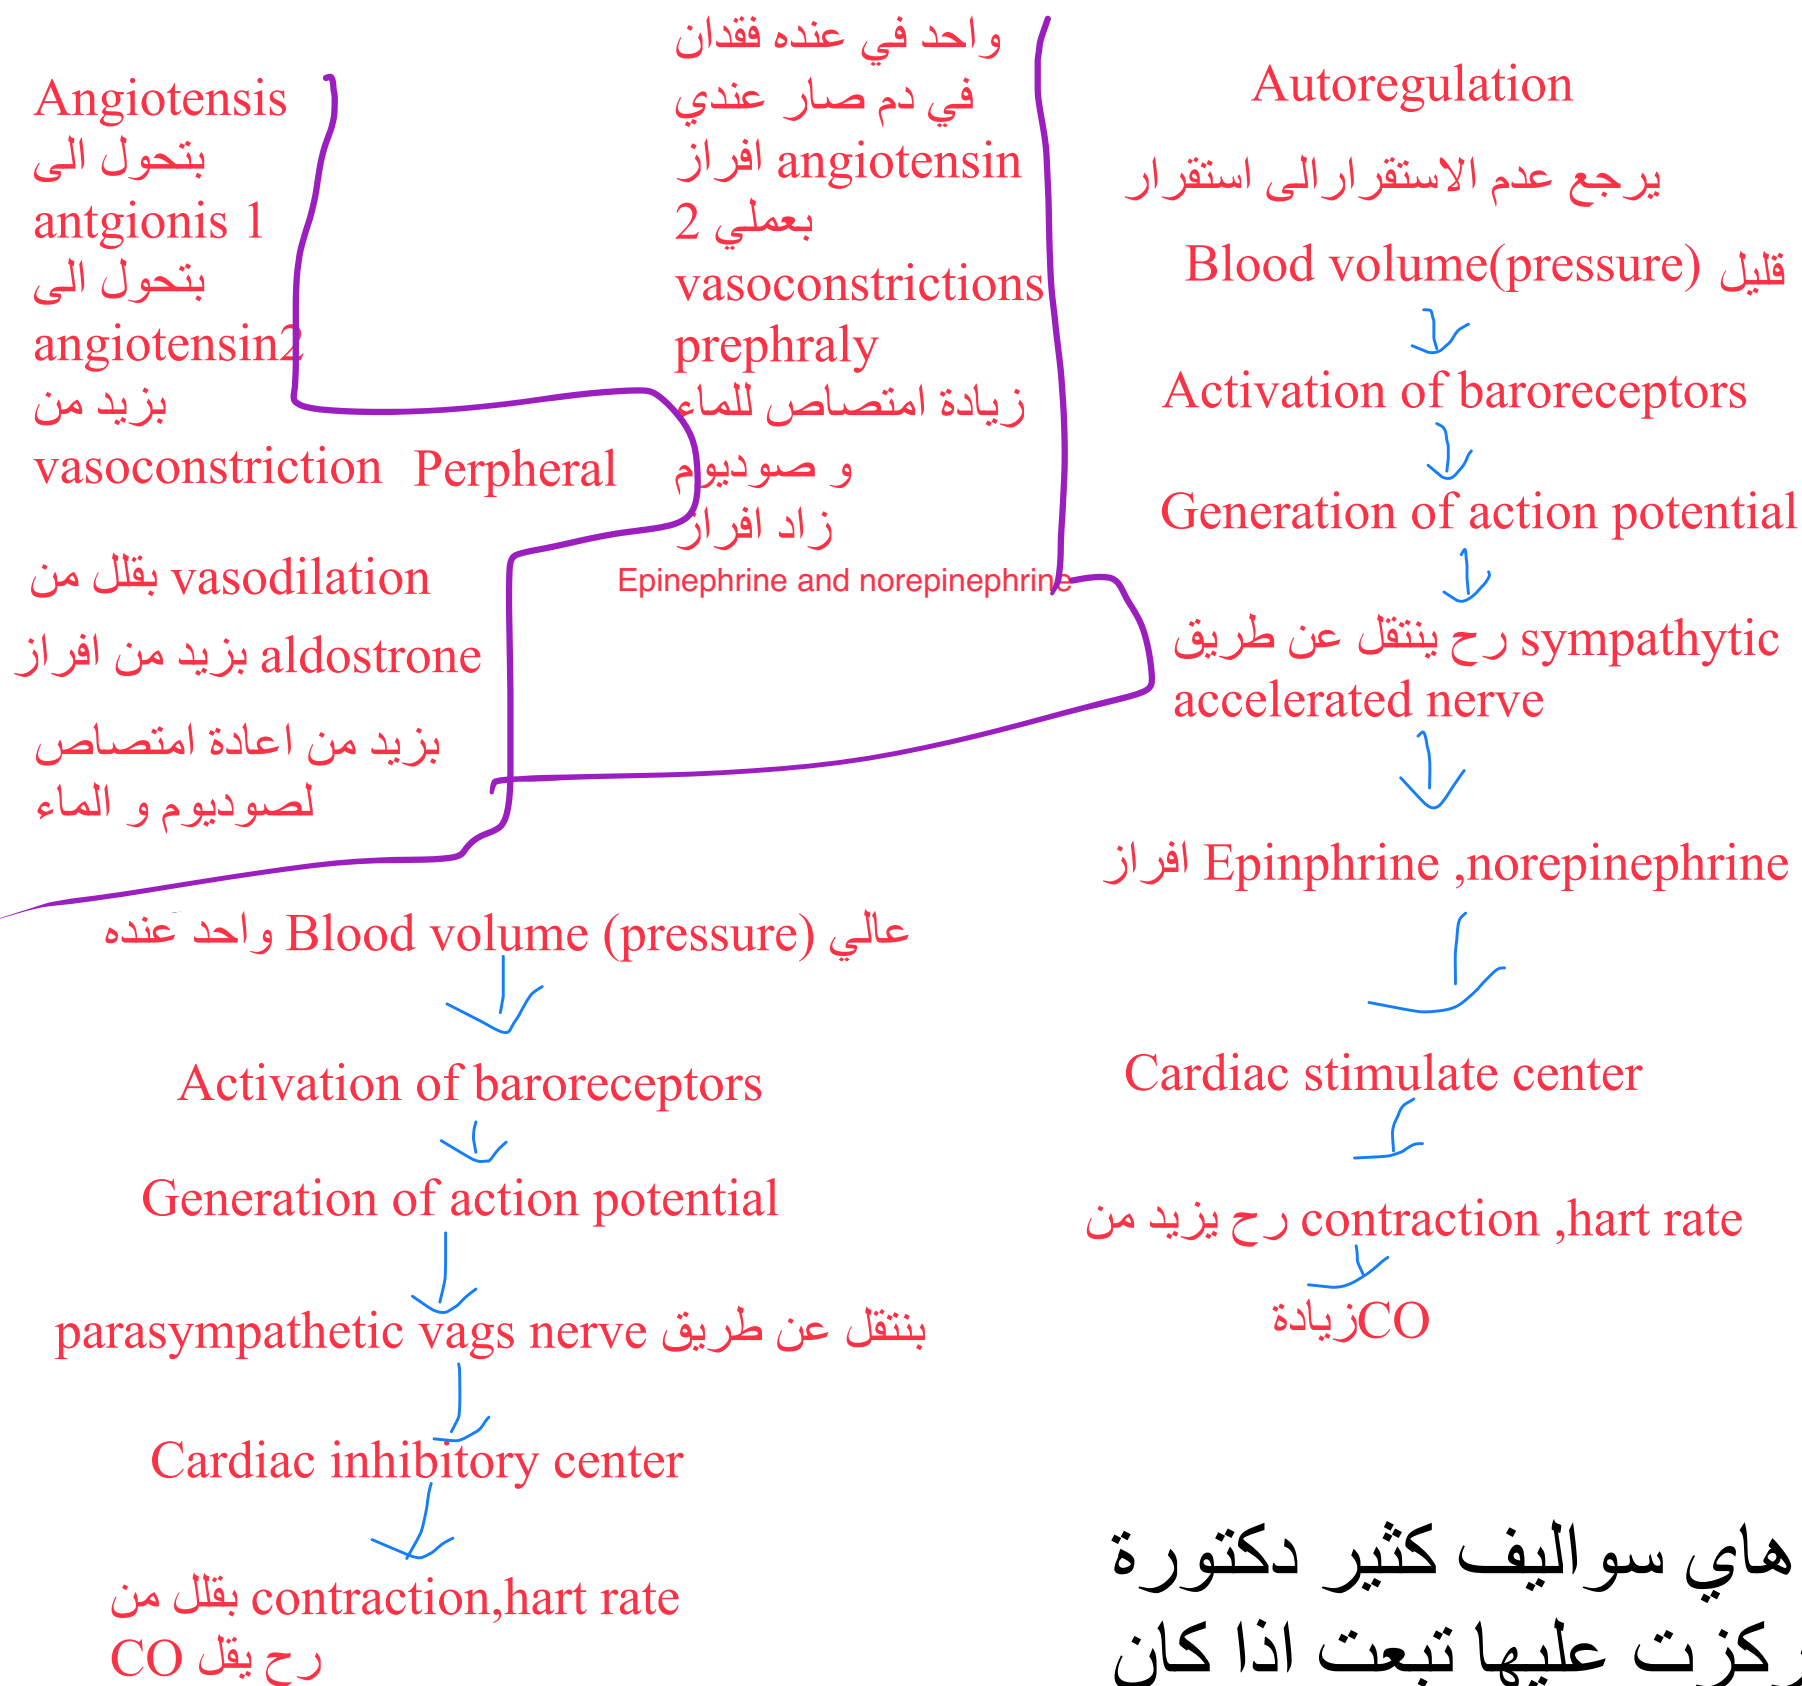 Angiotensis
بتحول الى
antgionis 1
بتحول الى
angiotensin2
بزيد من
vasoconstriction Perpheral
بقلل من vasodilation
بزيد من افراز aldostrone
بزيد من اعادة امتصاص
لصوديوم و الماء
واحد في عنده فقدان
في دم صار عندي
افراز angiotensin
2 بعملي
vasoconstrictions
prephraly
زيادة امتصاص للماء
و صوديوم
زاد افراز
Epinephrine and norepinephrine
Autoregulation
يرجع عدم الاستقرارالى استقرار
Blood volume(pressure) قليل
Activation of baroreceptors
Generation of action potential
رح ينتقل عن طريق sympathytic
accelerated nerve
افراز Epinphrine ,norepinephrine
Cardiac stimulate center
رح يزيد من contraction ,hart rate
زيادةCO
واحد عنده Blood volume (pressure) عالي
Activation of baroreceptors
Generation of action potential
parasympathetic vags nerve بنتقل عن طريق
Cardiac inhibitory center
بقلل من contraction,hart rate
رح يقل CO
هاي سواليف كثير دكتورة
ركزت عليها تبعت اذا كان